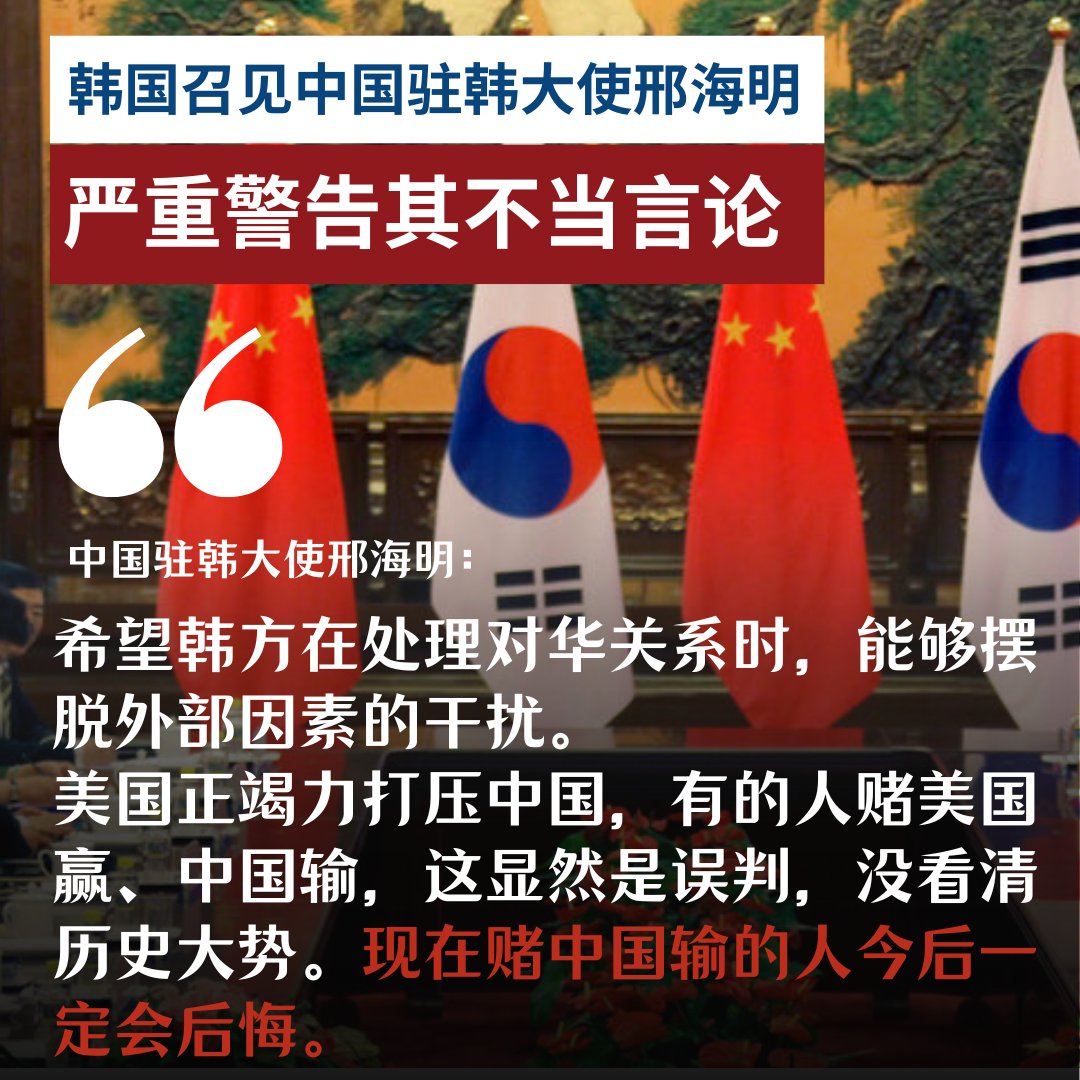 韩国召见中国驻韩大使邢海明
严重警告其不当言论
“
中国驻韩大使邢海明：
希望韩方在处理对华关系时，能够摆
脱外部因素的干扰。
美国正竭力打压中国，有的人赌美国
赢、中国输，这显然是误判，没看清
历史大势。现在赌中国输的人今后一
定会后悔。